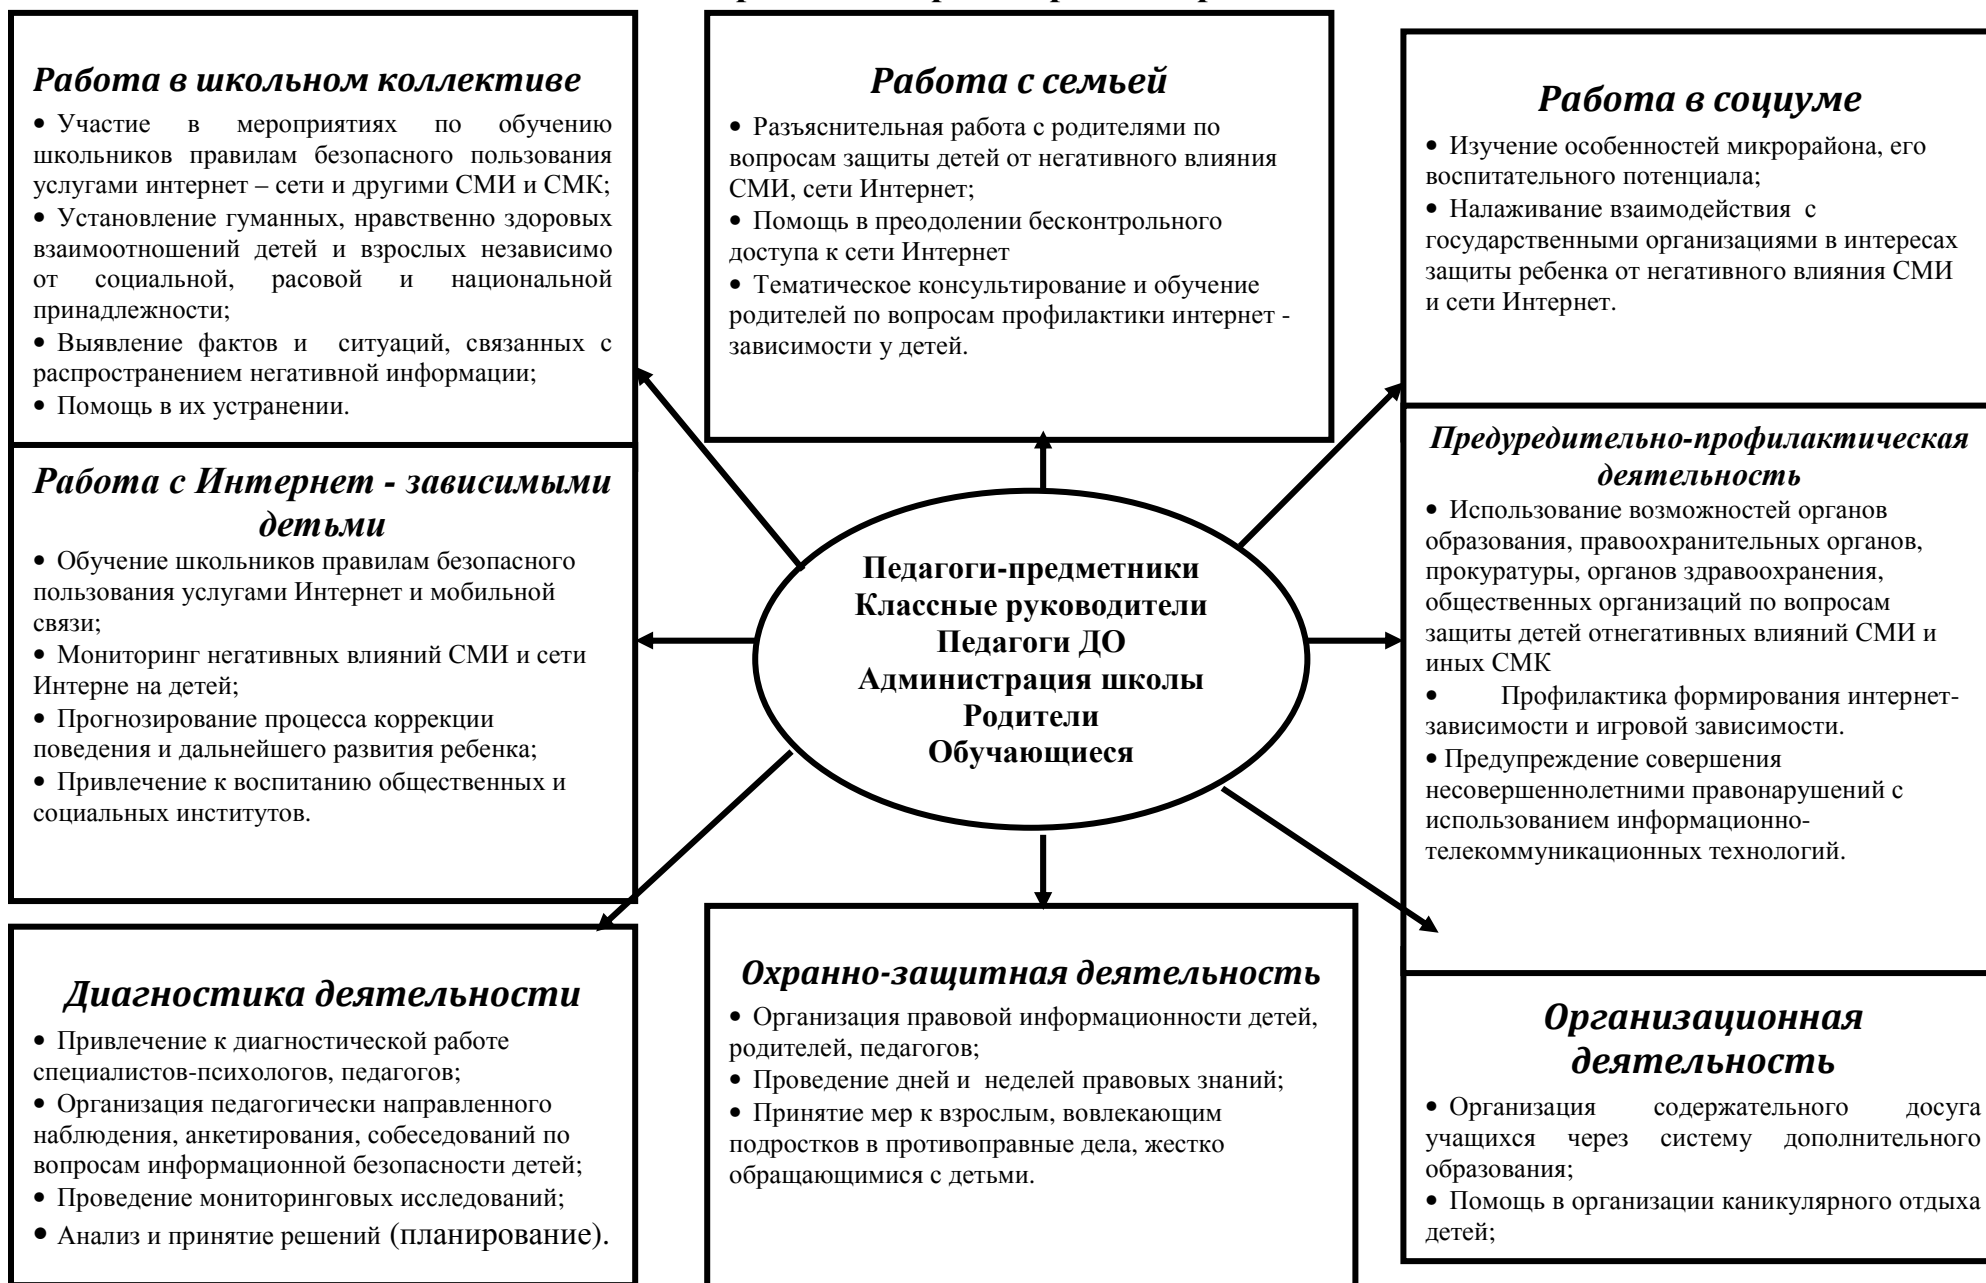 Работа в школьном коллективе
• Участие в мероприятиях по обучению
школьников правилам безопасного пользования
услугами интернет – сети и другими СМИ и СМК;
• Установление гуманных, нравственно здоровых
взаимоотношений детей и взрослых независимо
от социальной, расовой и национальной
принадлежности;
• Выявление фактов и ситуаций, связанных с
распространением негативной информации;
• Помощь в их устранении.
Работа с семьей
• Разъяснительная работа с родителями по
вопросам защиты детей от негативного влияния
СМИ, сети Интернет;
• Помощь в преодолении бесконтрольного
доступа к сети Интернет
• Тематическое консультирование и обучение
родителей по вопросам профилактики интернет -
зависимости у детей.
Работа в социуме
• Изучение особенностей микрорайона, его
воспитательного потенциала;
• Налаживание взаимодействия с
государственными организациями в интересах
защиты ребенка от негативного влияния СМИ
и сети Интернет.
Работа с Интернет - зависимыми
детьми
• Обучение школьников правилам безопасного
пользования услугами Интернет и мобильной
связи;
• Мониторинг негативных влияний СМИ и сети
Интерне на детей;
• Прогнозирование процесса коррекции
поведения и дальнейшего развития ребенка;
• Привлечение к воспитанию общественных и
социальных институтов.
Педагоги-предметники
Классные руководители
Педагоги ДО
Администрация школы
Родители
Обучающиеся
Предуредительно-профилактическая
деятельность
• Использование возможностей органов
образования, правоохранительных органов,
прокуратуры, органов здравоохранения,
общественных организаций по вопросам
защиты детей отнегативных влияний СМИ и
иных СМК
• Профилактика формирования интернет-
зависимости и игровой зависимости.
• Предупреждение совершения
несовершеннолетними правонарушений с
использованием информационно-
телекоммуникационных технологий.
Диагностика деятельности
• Привлечение к диагностической работе
специалистов-психологов, педагогов;
• Организация педагогически направленного
наблюдения, анкетирования, собеседований по
вопросам информационной безопасности детей;
• Проведение мониторинговых исследований;
• Анализ и принятие решений (планирование).
Охранно-защитная деятельность
• Организация правовой информационности детей,
родителей, педагогов;
• Проведение дней и неделей правовых знаний;
• Принятие мер к взрослым, вовлекающим
подростков в противоправные дела, жестко
обращающимися с детьми.
Организационная
деятельность
• Организация содержательного досуга
учащихся через систему дополнительного
образования;
• Помощь в организации каникулярного отдыха
детей;